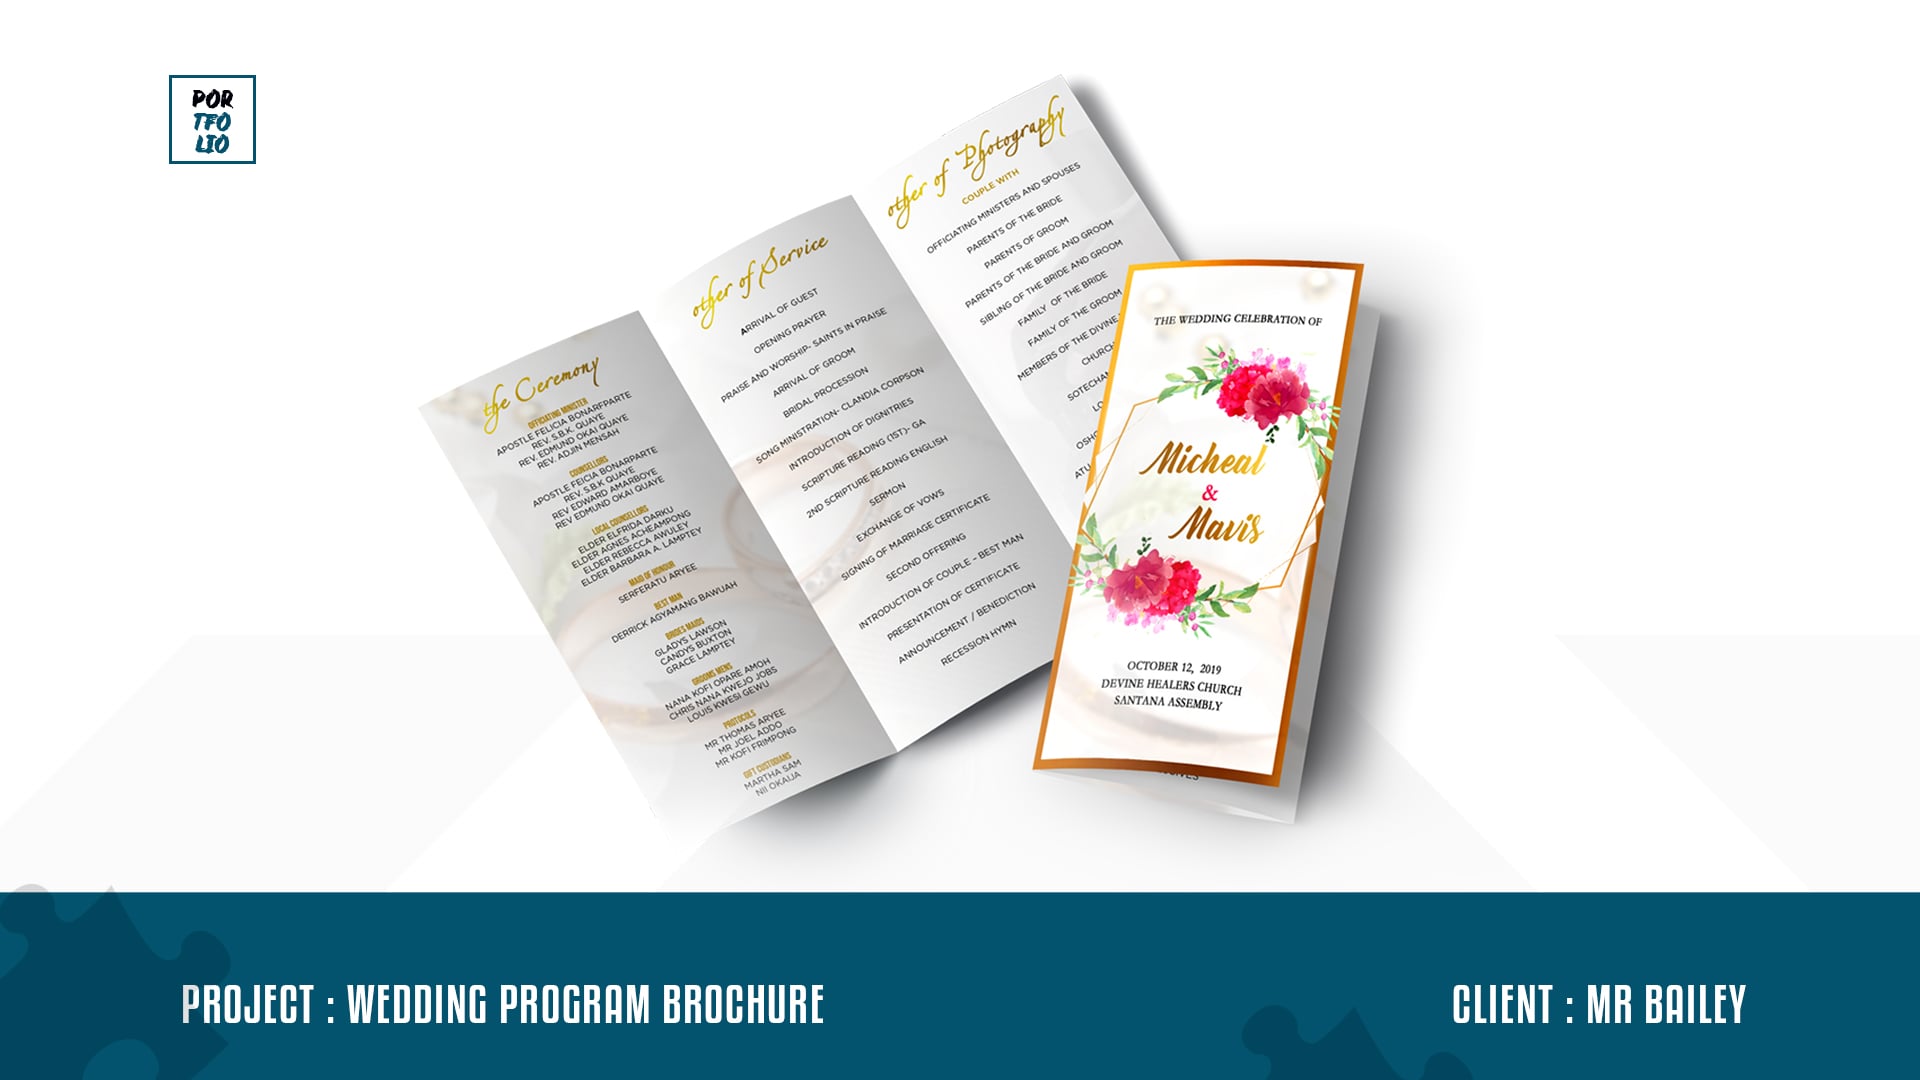 POR
TFO
LIO
the Ceremony
OFFICIATING MINISTER
APOSTLE FELICIA BONARFPARTE
REV. S.B.K. QUAYE
REV. EDMUND OKAI QUAYE
REV. ADJIN MENSAH
COUNSELLORS
APOSTLE FEICIA BONARPARTE
REV. S.B.K QUAYE
REV EDWARD AMARBOYE
REV EDMUND OKAI QUAYE
LOCAL COUNSELLORS
ELDER ELFRIDA DARKU
ELDER AGNES ACHEAMPONG
ELDER REBECCA AWULEY
ELDER BARBARA A. LAMPTEY
MAID OF HONOUR
SERFERATU ARYEE
BEST MAN
DERRICK AGYAMANG BAWUAH
BRIDES MAIDS
GLADYS LAWSON
CANDYS BUXTON
GRACE LAMPTEY
GROOMS MENS
NANA KOFI OPARE AMOH
CHRIS NANA KWEJO JOBS
LOUIS KWESI GEWU
PROTOCOLS
MR THOMAS ARYEE
MR JOEL ADDO
MR KOFI FRIMPONG
GIFT CUSTODIANS
MARTHA SAM
NII OKAIJA
other of Service
ARRIVAL OF GUEST
OPENING PRAYER
PRAISE AND WORSHIP- SAINTS IN PRAISE
ARRIVAL OF GROOM
BRIDAL PROCESSION
SONG MINISTRATION- CLANDIA CORPSON
INTRODUCTION OF DIGNITRIES
SCRIPTURE READING (1ST)- GA
2ND SCRIPTURE READING ENGLISH
SERMON
EXCHANGE OF VOWS
SIGNING OF MARRIAGE CERTIFICATE
SECOND OFFERING
INTRODUCTION OF COUPLE - BEST MAN
PRESENTATION OF CERTIFICATE
ANNOUNCEMENT / BENEDICTION
RECESSION HYMN
other of Photography
COUPLE WITH
OFFICIATING MINISTERS AND SPOUSES
PARENTS OF THE BRIDE
PARENTS OF GROOM
PARENTS OF THE BRIDE AND GROOM
SIBLING OF THE BRIDE AND GROOM
FAMILY OF THE BRIDE
FAMILY OF THE GROOM
MEMBERS OF THE DIVINE
CHURCH
THE WEDDING CELEBRATION OF
Micheal
&
Mavis
OCTOBER 12, 2019
DEVINE HEALERS CHURCH
SANTANA ASSEMBLY
PROJECT : WEDDING PROGRAM BROCHURE
CLIENT : MR BAILEY